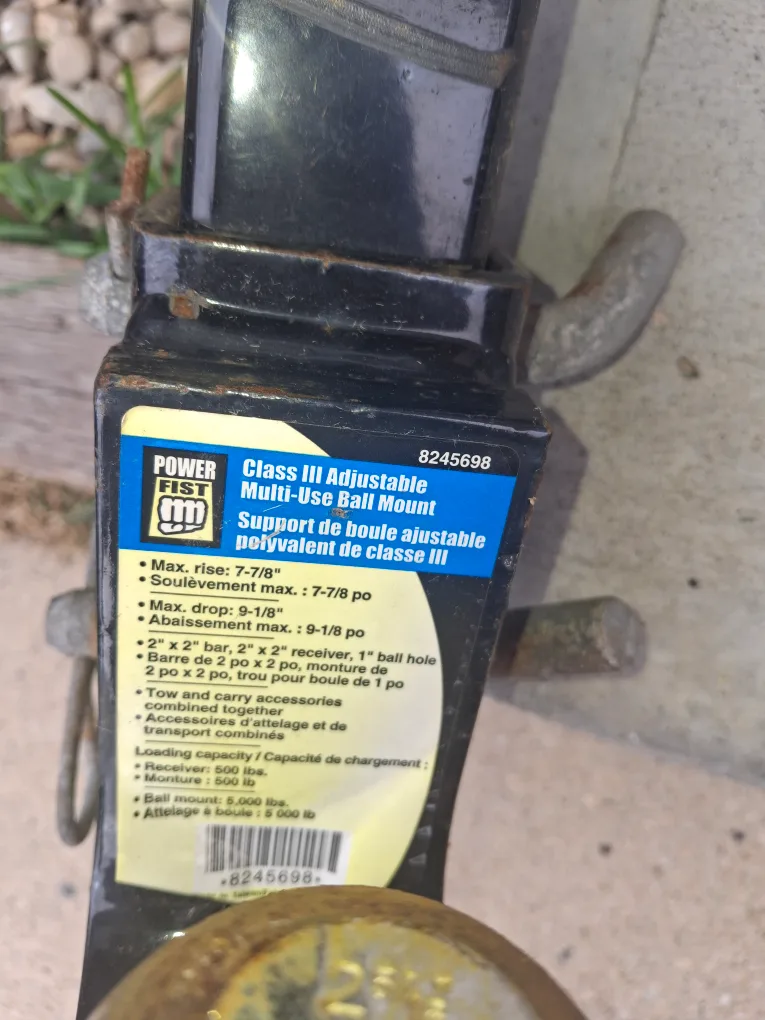 8245698
POWER
FIST
Class III Adjustable
Multi-Use Ball Mount
Support de boule ajustable
polyvalent de classe III
• Max. rise: 7-7/8"
• Soulèvement max. : 7-7/8 po
• Max. drop: 9-1/8"
• Abaissement max. : 9-1/8 po
• 2" x 2" bar, 2" x 2" receiver, 1" ball hole
• Barre de 2 po x 2 po, monture de
2 po x 2 po, trou pour boule de 1 po
• Tow and carry accessories
combined together
• Accessoires d'attelage et de
transport combinés
Loading capacity / Capacité de chargement :
• Receiver: 500 lbs.
• Monture : 500 lb
• Ball mount: 5,000 lbs.
• Attelage à boule : 5 000 lb
*8245698*